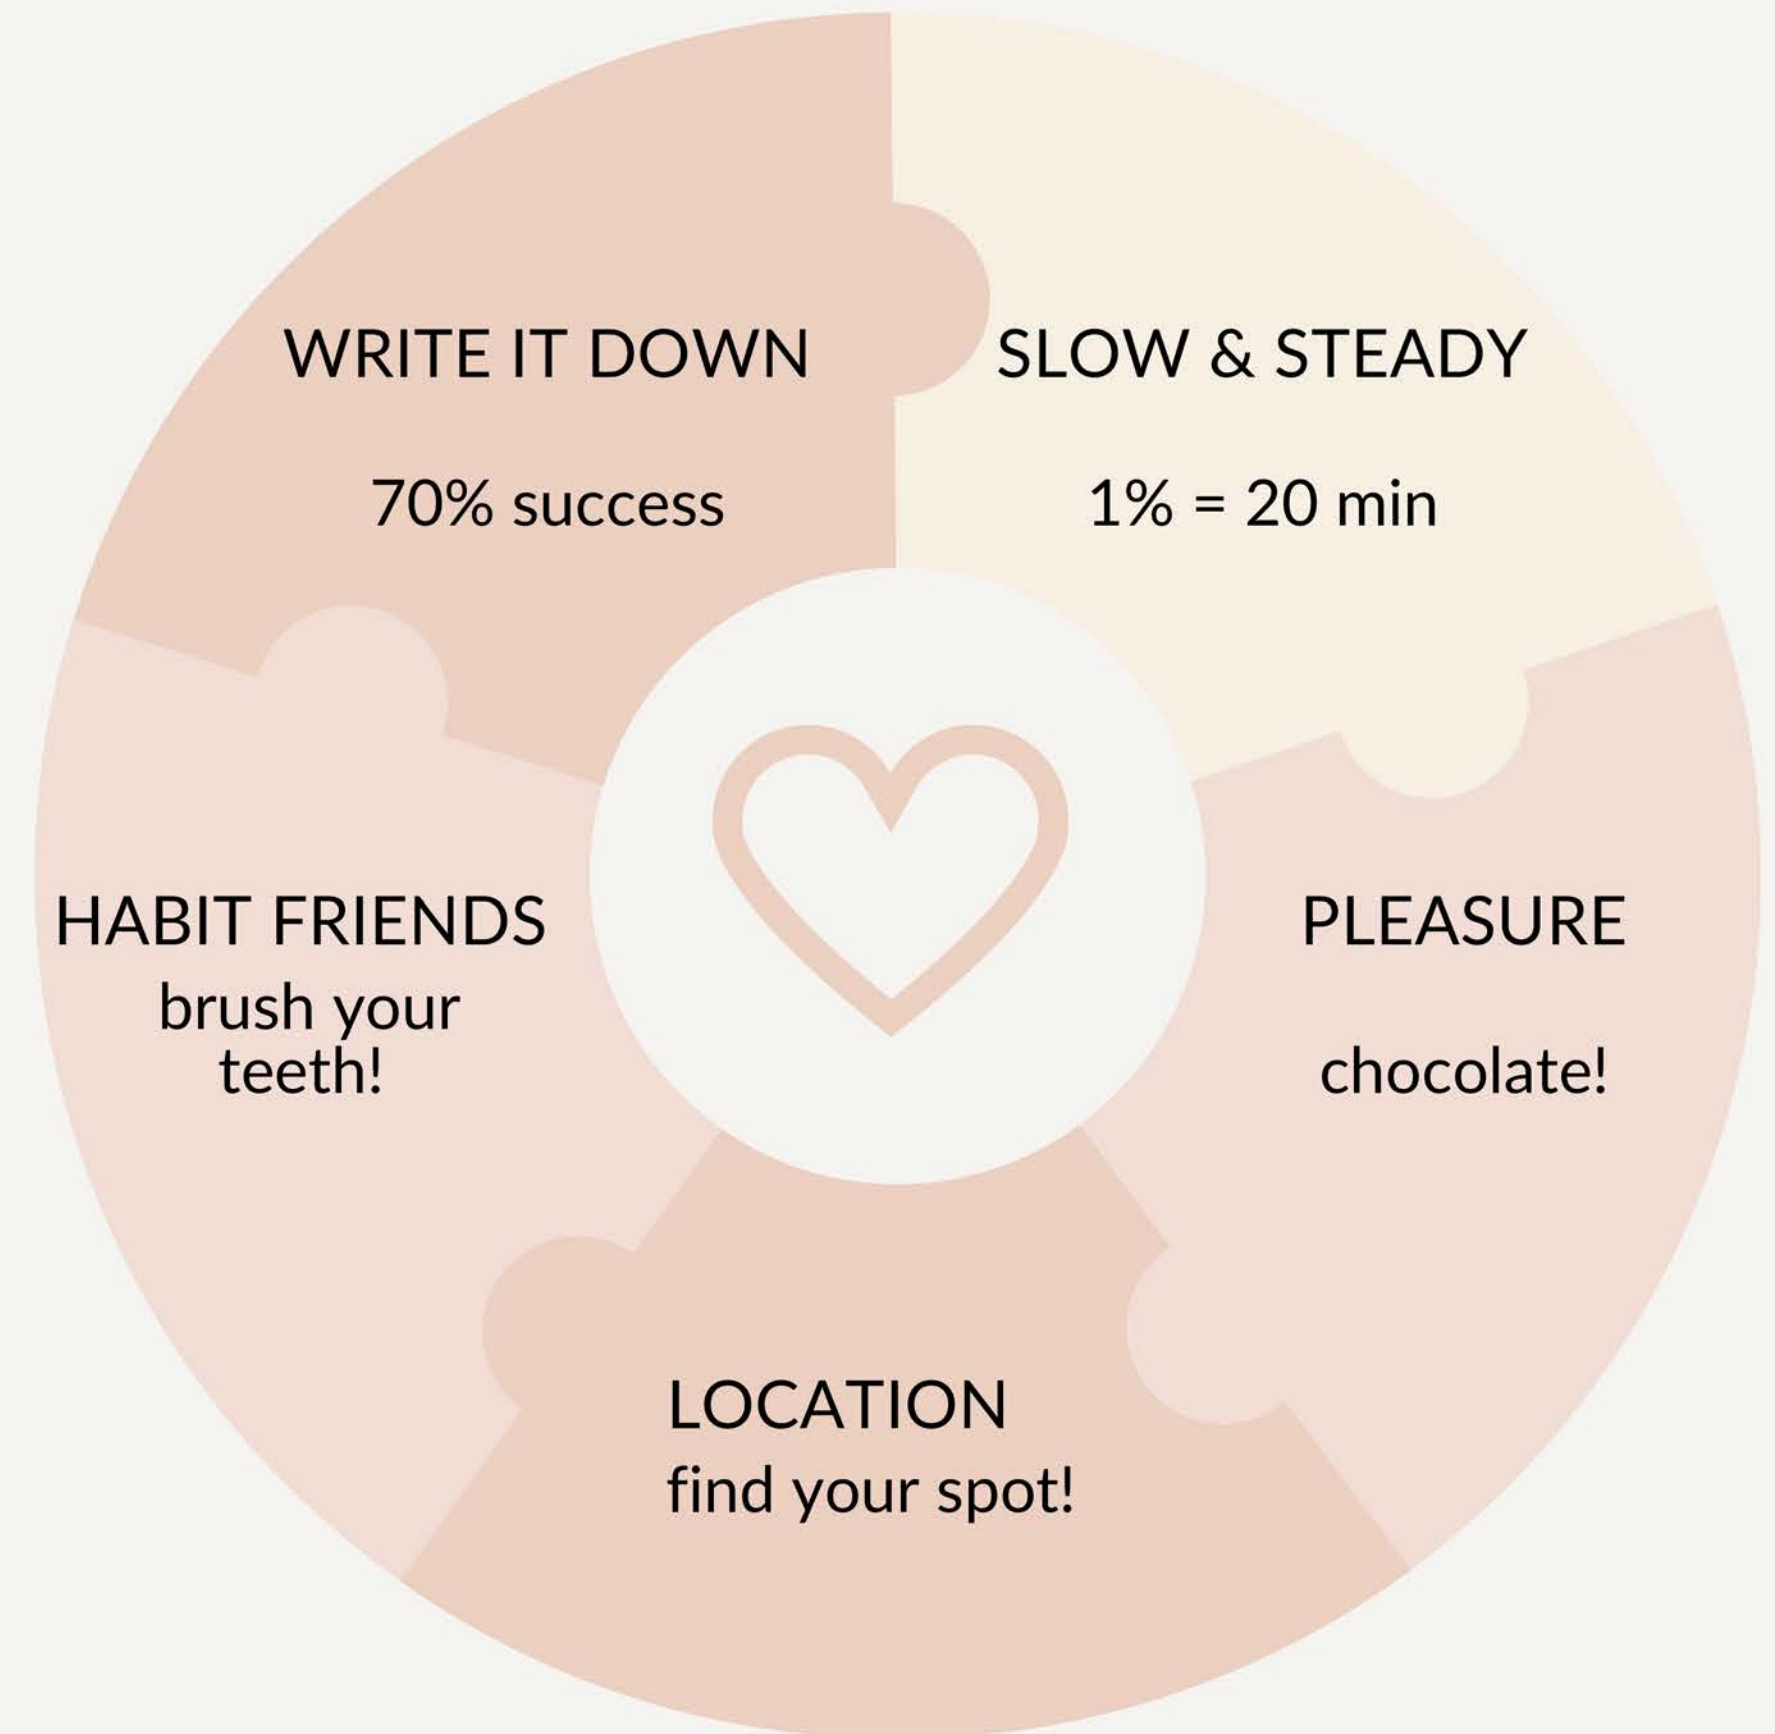 WRITE IT DOWN
70% success
SLOW & STEADY
1% = 20 min
HABIT FRIENDS
brush your
teeth!
PLEASURE
chocolate!
LOCATION
find your spot!